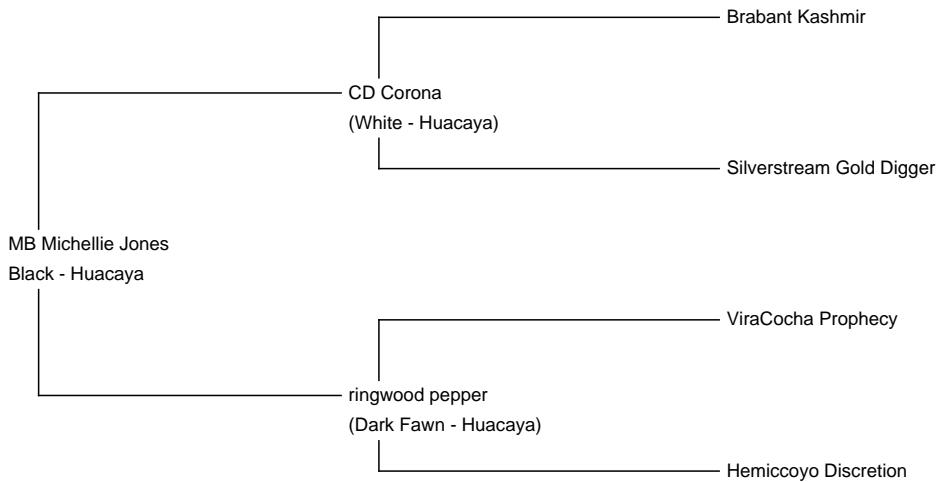 Brabant Kashmir
CD Corona
(White - Huacaya)
Silverstream Gold Digger
MB Michellie Jones
Black - Huacaya
ViraCocha Prophecy
ringwood pepper
(Dark Fawn - Huacaya)
Hemiccoyo Discretion